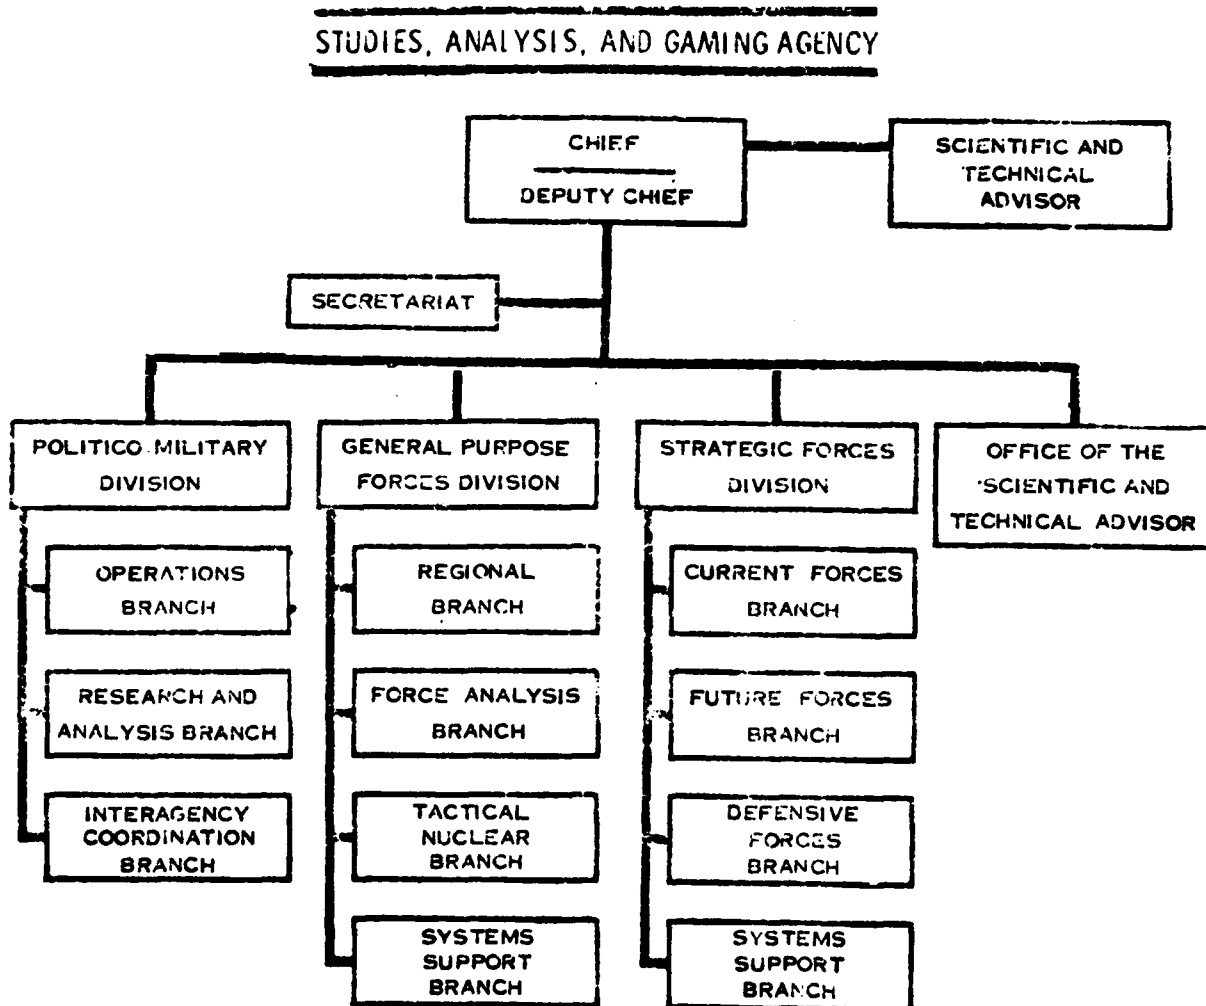 STUDIES, ANALYSIS, AND GAMING AGENCY
CHIEF
DEPUTY CHIEF
SCIENTIFIC AND
TECHNICAL
ADVISOR
SECRETARIAT
POLITICO-MILITARY
DIVISION
GENERAL PURPOSE
FORCES DIVISION
STRATEGIC FORCES
DIVISION
OFFICE OF THE
SCIENTIFIC AND
TECHNICAL ADVISOR
OPERATIONS
BRANCH
RESEARCH AND
ANALYSIS BRANCH
INTERAGENCY
COORDINATION
BRANCH
REGIONAL
BRANCH
FORCE ANALYSIS
BRANCH
TACTICAL
NUCLEAR
BRANCH
SYSTEMS
SUPPORT
BRANCH
CURRENT FORCES
BRANCH
FUTURE FORCES
BRANCH
DEFENSIVE
FORCES
BRANCH
SYSTEMS
SUPPORT
BRANCH